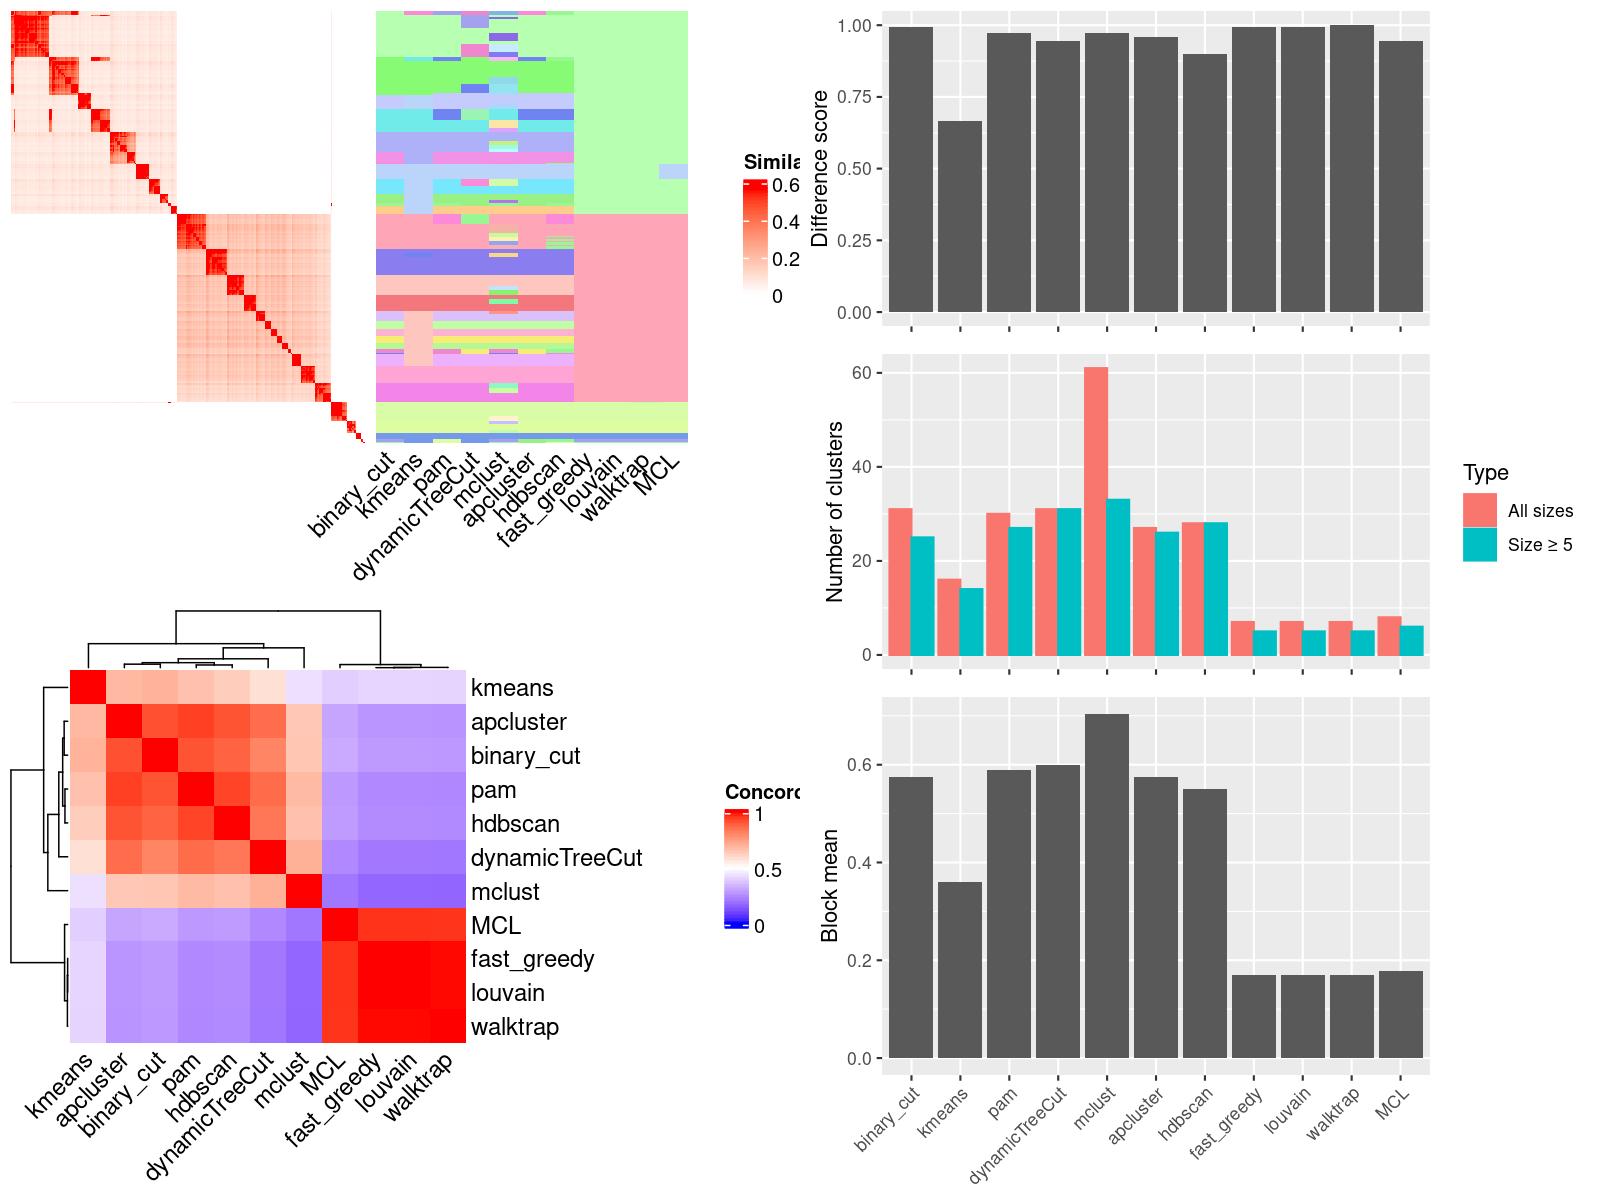 Simila
0.6
0.4
0.2
0
binary_cut
kmeans
pam
dynamicTreeCut
mclust
apcluster
hdbscan
fast_greedy
louvain
walktrap
MCL
kmeans
apcluster
binary_cut
pam
hdbscan
dynamicTreeCut
mclust
MCL
fast_greedy
louvain
walktrap
kmeans
apcluster
binary_cut
pam
hdbscan
dynamicTreeCut
mclust
MCL
fast_greedy
louvain
walktrap
Concord
1
0.5
0
Difference score
1.00
0.75
0.50
0.25
0.00
Number of clusters
60
40
20
0
Type
All sizes
Size ≥ 5
Block mean
0.6
0.4
0.2
0.0
binary_cut
kmeans
pam
dynamicTreeCut
mclust
apcluster
hdbscan
fast_greedy
louvain
walktrap
MCL